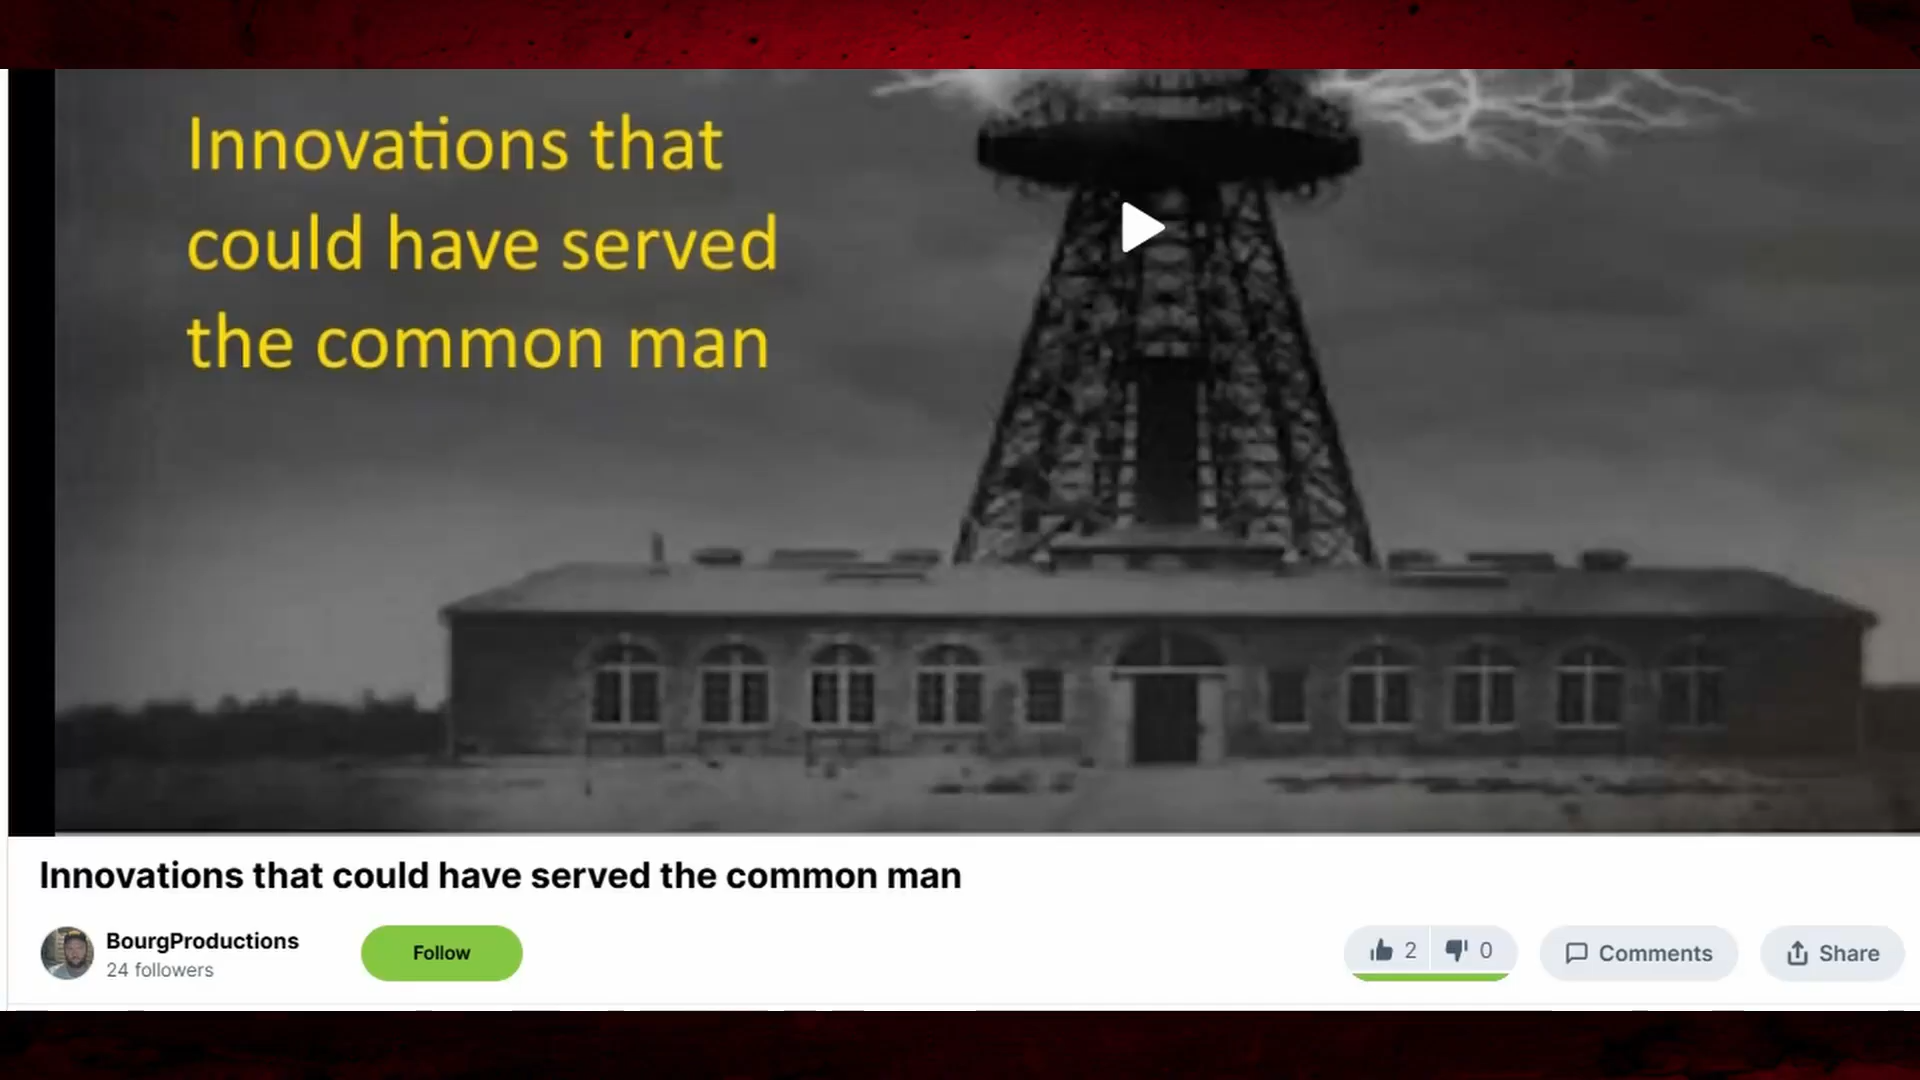 Innovations that
could have served
the common man
Innovations that could have served the common man
BourgProductions
24 followers
Follow
2
0
Comments
Share